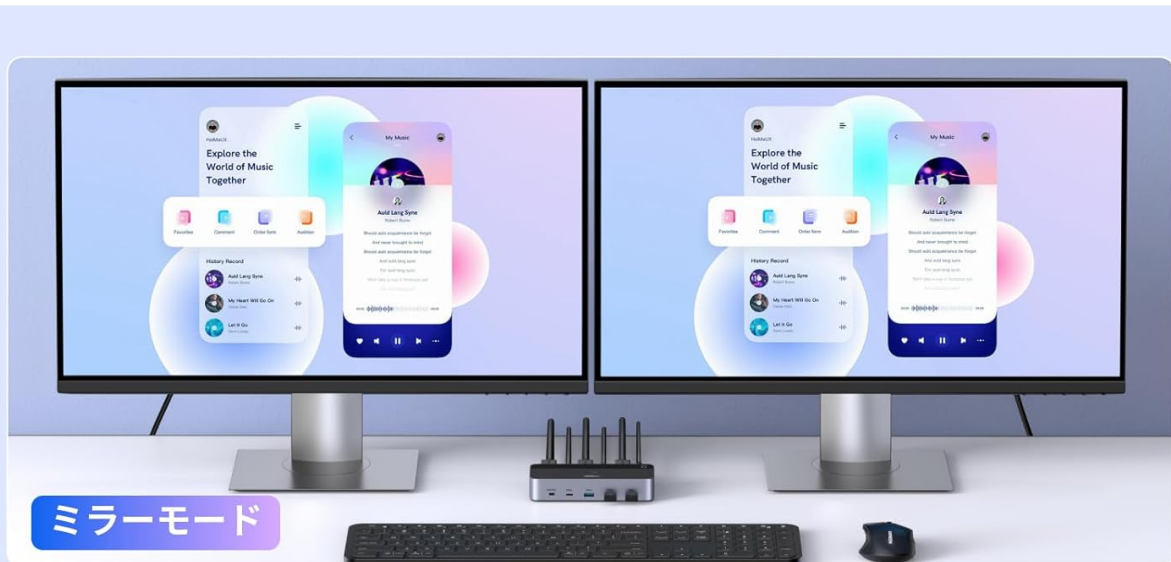 HalMaUX
Explore the
World of Music
Together
Favorites
Comment
Order form
Audition
History Record
Auld Lang Syne
My Heart Will Go On
Let It Go
My Music
Auld Lang Syne
Should auld acquaintance be forgot
And never brought to mind
Should auld acquaintance be forgot
And auld lang syne
For auld lang syne
Explore the
World of Music
Together
Favorites
Comment
Order form
Audition
History Record
Auld Lang Syne
My Heart Will Go On
Let It Go
My Music
Auld Lang Syne
Should auld acquaintance be forgot
And never brought to mind
Should auld acquaintance be forgot
And auld lang syne
For auld lang syne
ミラーモード